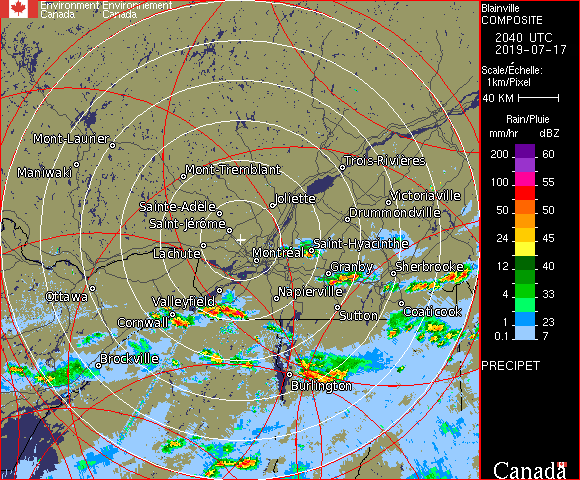 Environment Environnement
Canada Canada
Blainville
COMPOSITE
2040 UTC
2019-07-17
Scale/Échelle:
1km/Pixel
40 KM
Rain/Pluie
mm/hr dBZ
200 60
100 55
50 50
24 45
12 40
4 33
1 23
0.1 7
PRECIPET
Canada
Mont-Laurier
Maniwaki
Mont-Tremblant
Trois-Rivières
Joliette
Victoriaville
Sainte-Adèle
Drummondville
Saint-Jérôme
Saint-Hyacinthe
Lachute
Montréal
Granby
Sherbrooke
Ottawa
Valleyfield
Napierville
Cornwall
Sutton
Coaticook
Brockville
Burlington